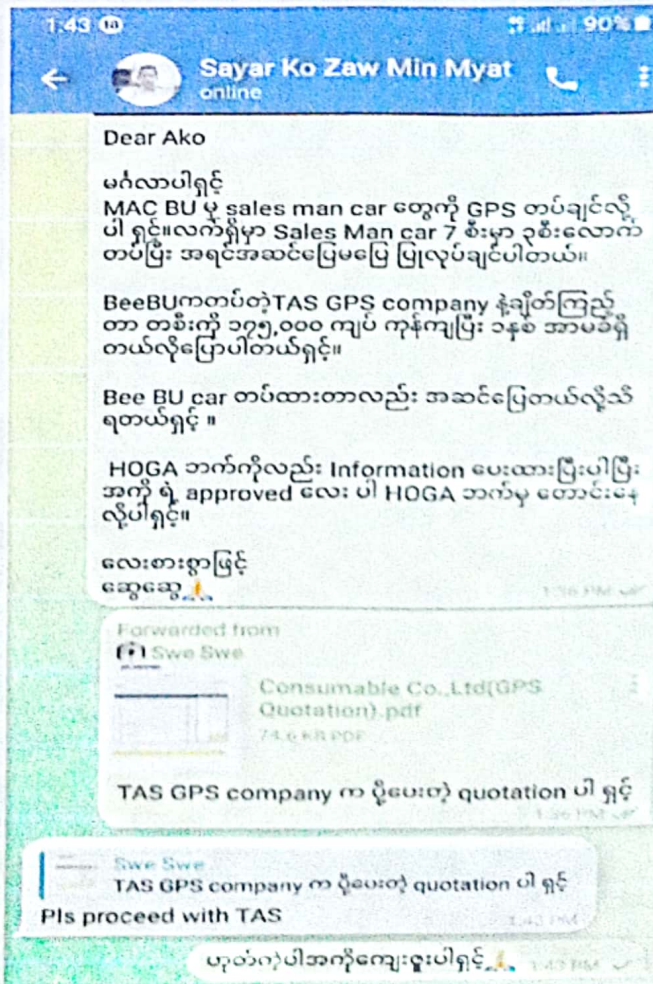 1:43
90%
Sayar Ko Zaw Min Myat
online
Dear Ako
မင်္ဂလာပါရှင့်
MAC BU မှ sales man car တွေကို GPS တပ်ချင်လို့
ပါ ရှင့်။လက်ရှိမှာ Sales Man car 7 စီးမှာ ၃စီးလောက်
တပ်ပြီး အရင်အဆင်ပြေမပြေ ပြုလုပ်ချင်ပါတယ်။
BeeBUကတပ်တဲ့TAS GPS company နဲ့ချိတ်ကြည့်
တာ တစီးကို ၁၇၅,၀၀၀ ကျပ် ကုန်ကျပြီး ၁နှစ် အာမခံရှိ
တယ်လို့ပြောပါတယ်ရှင့်။
Bee BU car တပ်ထားတာလည်း အဆင်ပြေတယ်လို့သိ
ရတယ်ရှင့် ။
HOGA ဘက်ကိုလည်း Information ပေးထားပြီးပါပြီး
အကို ရဲ့ approved လေး ပါ HOGA ဘက်မှ တောင်းနေ
လို့ပါရှင့်။
လေးစားစွာဖြင့်
ဆွေဆွေ🙏
1:36 PM
Forwarded from
Swe Swe
Consumable Co.,Ltd(GPS
Quotation).pdf
74.6 KB PDF
TAS GPS company က ပို့ပေးတဲ့ quotation ပါ ရှင့်
1:36 PM
Swe Swe
TAS GPS company က ပို့ပေးတဲ့ quotation ပါ ရှင့်
Pls proceed with TAS
1:43 PM
ဟုတ်ကဲ့ပါအကိုကျေးဇူးပါရှင့်🙏
1:43 PM